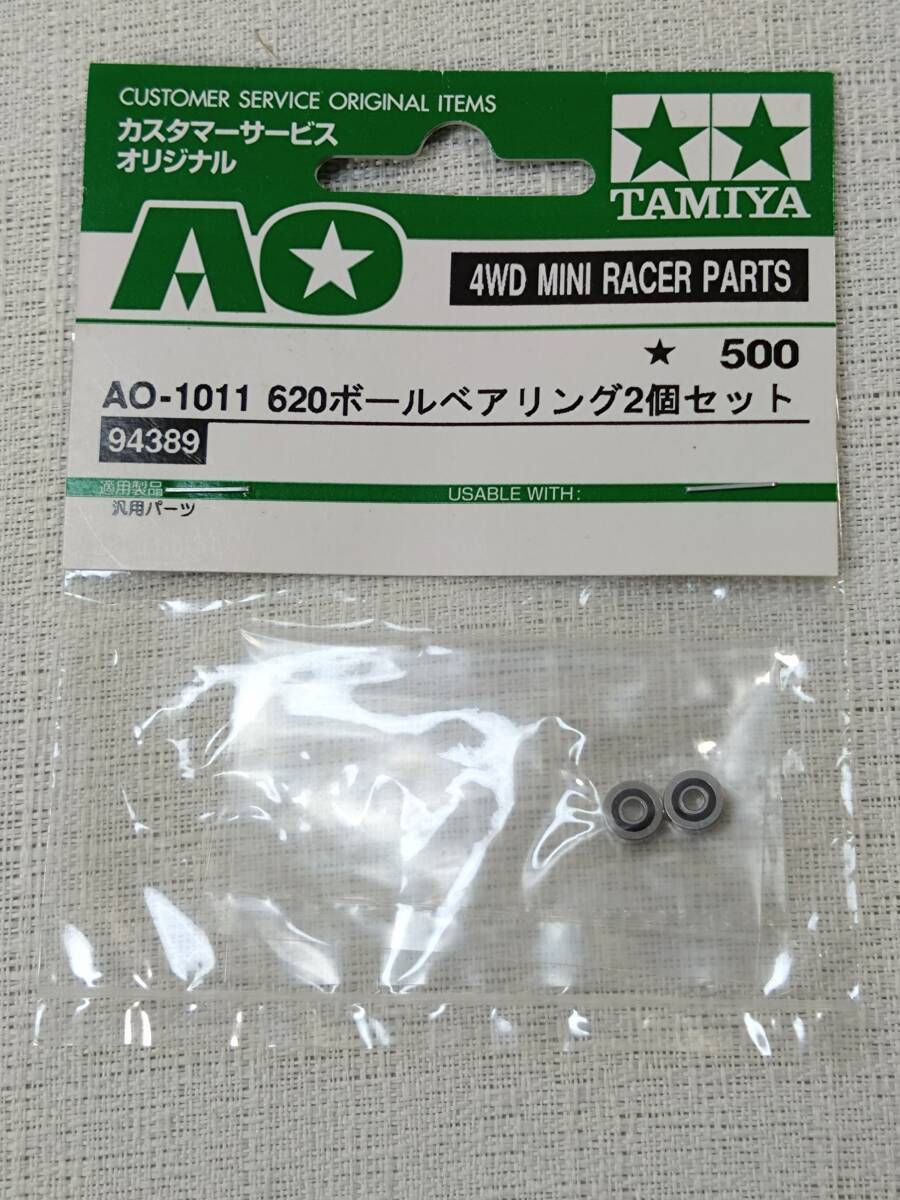 CUSTOMER SERVICE ORIGINAL ITEMS
カスタマーサービス
オリジナル
TAMIYA
AO
4WD MINI RACER PARTS
★ 500
AO-1011 620ボールベアリング2個セット
94389
適用製品 USABLE WITH:
汎用パーツ